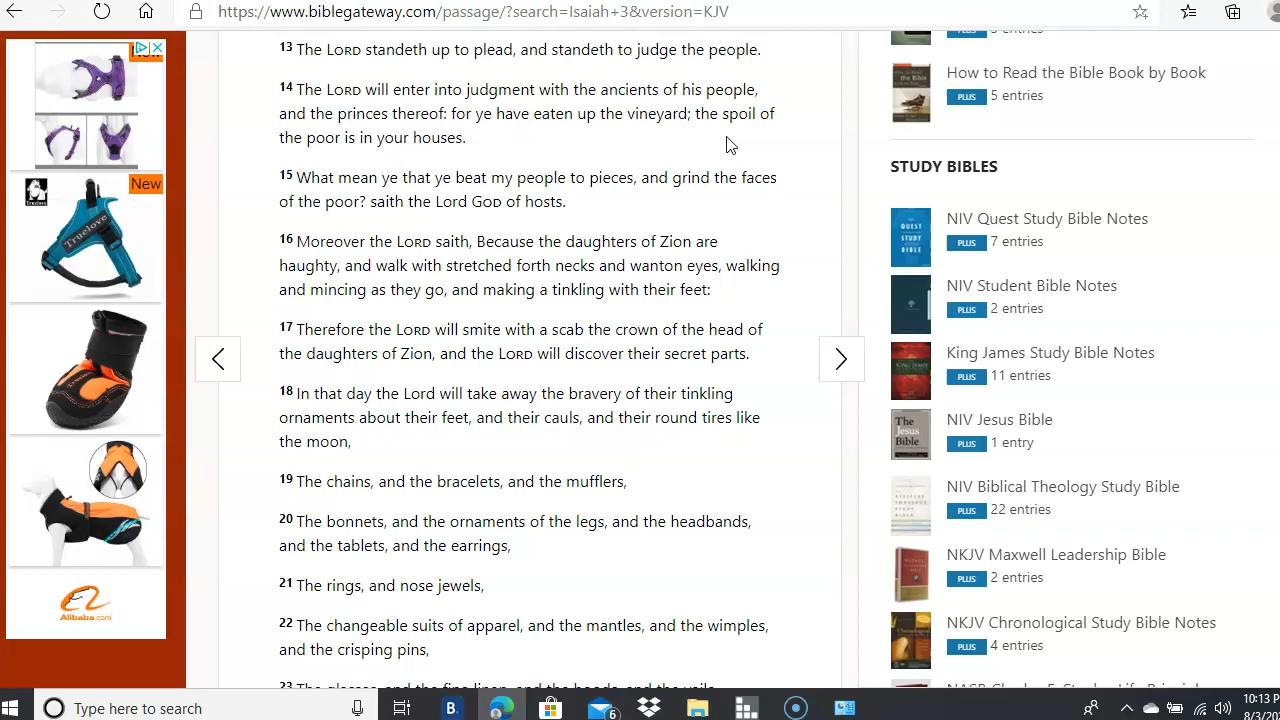 https://www.biblegateway.com/passage/?search=Isaiah+3&version=KJV
The LORD standeth up to plead, and standeth to judge the people.
The LORD will enter into judgment with the ancients of his people,
and the princes thereof: for ye have eaten up the vineyard; the spoil of
the poor is in your houses.
15 What mean ye that ye beat my people to pieces, and grind the faces
of the poor? saith the Lord GOD of hosts.
16 Moreover the LORD saith, Because the daughters of Zion are
haughty, and walk with stretched forth necks and wanton eyes, walking
and mincing as they go, and making a tinkling with their feet:
17 Therefore the LORD will smite with a scab the crown of the head of
the daughters of Zion, and the LORD will discover their secret parts.
18 In that day the Lord will take away the bravery of their tinkling
ornaments about their feet, and their cauls, and their round tires like
the moon,
19 The chains, and the bracelets, and the mufflers,
20 The bonnets, and the ornaments of the legs, and the headbands,
and the tablets, and the earrings,
21 The rings, and nose jewels,
22 The changeable suits of apparel, and the mantles, and the wimples,
and the crisping pins,
New
New
Truelove
Truelove
Alibaba.com
PLUS
How to Read the Bible Book by Book
PLUS 5 entries
STUDY BIBLES
NIV Quest Study Bible Notes
PLUS 7 entries
QUEST
STUDY
BIBLE
NIV Student Bible Notes
PLUS 2 entries
King James Study Bible Notes
PLUS 11 entries
NIV Jesus Bible
PLUS 1 entry
The
Jesus
Bible
NIV Biblical Theology Study Bible
PLUS 22 entries
NKJV Maxwell Leadership Bible
PLUS 2 entries
NKJV Chronological Study Bible Notes
PLUS 4 entries
Type here to search
B.
6
10:13 P
8/3/20